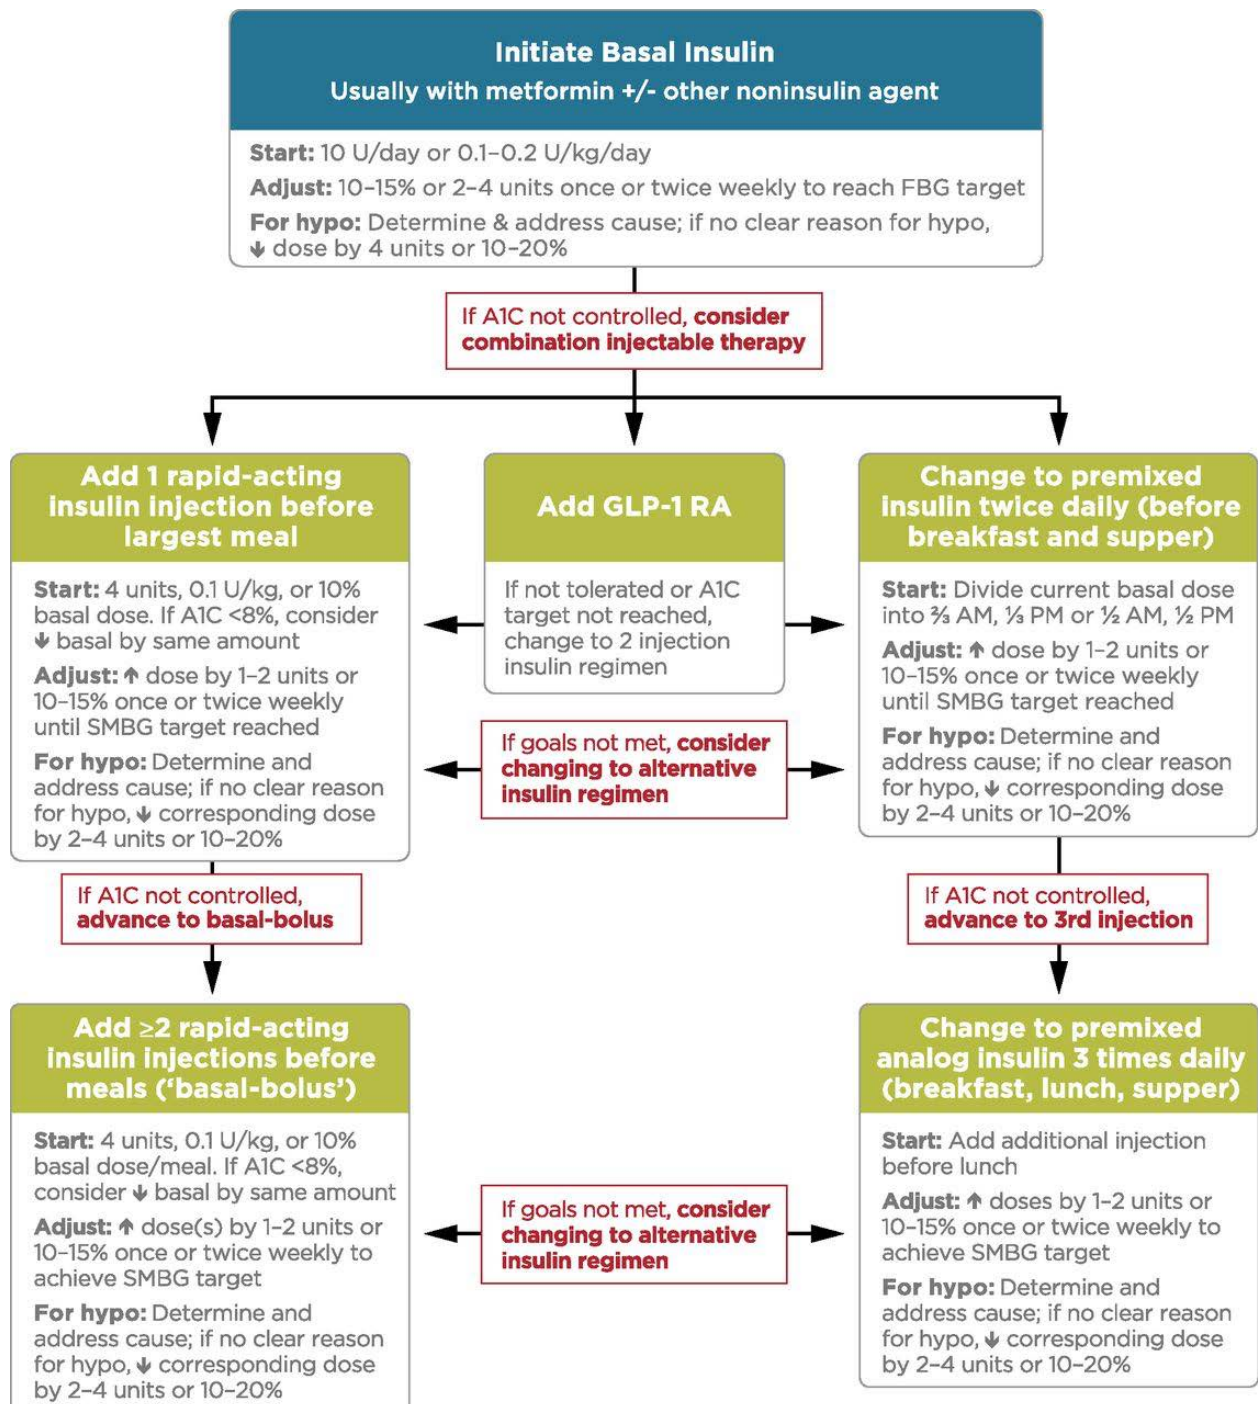 Initiate Basal Insulin
Usually with metformin +/- other noninsulin agent
Start: 10 U/day or 0.1–0.2 U/kg/day
Adjust: 10–15% or 2–4 units once or twice weekly to reach FBG target
For hypo: Determine & address cause; if no clear reason for hypo,
↓ dose by 4 units or 10–20%
If A1C not controlled, consider
combination injectable therapy
Add 1 rapid-acting
insulin injection before
largest meal
Start: 4 units, 0.1 U/kg, or 10%
basal dose. If A1C <8%, consider
↓ basal by same amount
Adjust: ↑ dose by 1–2 units or
10–15% once or twice weekly
until SMBG target reached
For hypo: Determine and
address cause; if no clear reason
for hypo, ↓ corresponding dose
by 2–4 units or 10–20%
Add GLP-1 RA
If not tolerated or A1C
target not reached,
change to 2 injection
insulin regimen
Change to premixed
insulin twice daily (before
breakfast and supper)
Start: Divide current basal dose
into ⅔ AM, ⅓ PM or ½ AM, ½ PM
Adjust: ↑ dose by 1–2 units or
10–15% once or twice weekly
until SMBG target reached
For hypo: Determine and
address cause; if no clear reason
for hypo, ↓ corresponding dose
by 2–4 units or 10–20%
If goals not met, consider
changing to alternative
insulin regimen
If A1C not controlled,
advance to basal-bolus
If A1C not controlled,
advance to 3rd injection
Add ≥2 rapid-acting
insulin injections before
meals (‘basal-bolus’)
Start: 4 units, 0.1 U/kg, or 10%
basal dose/meal. If A1C <8%,
consider ↓ basal by same amount
Adjust: ↑ dose(s) by 1–2 units or
10–15% once or twice weekly to
achieve SMBG target
For hypo: Determine and
address cause; if no clear reason
for hypo, ↓ corresponding dose
by 2–4 units or 10–20%
If goals not met, consider
changing to alternative
insulin regimen
Change to premixed
analog insulin 3 times daily
(breakfast, lunch, supper)
Start: Add additional injection
before lunch
Adjust: ↑ doses by 1–2 units or
10–15% once or twice weekly to
achieve SMBG target
For hypo: Determine and
address cause; if no clear reason
for hypo, ↓ corresponding dose
by 2–4 units or 10–20%